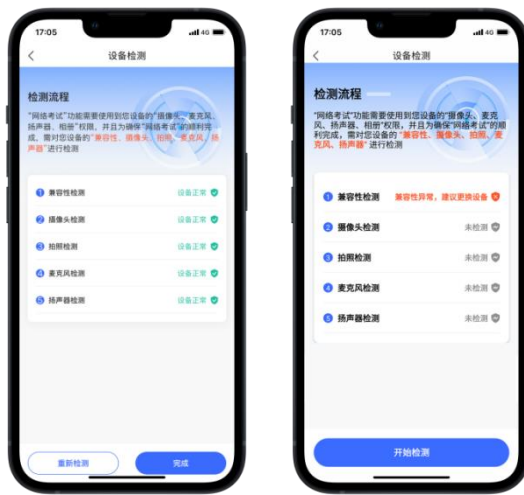 17:05
4G
设备检测
检测流程
"网络考试"功能需要使用到您设备的"摄像头、麦克风、
扬声器、相册"权限，并且为确保"网络考试"的顺利完
成，需对您设备的"兼容性、摄像头、拍照、麦克风、扬
声器"进行检测
1 兼容性检测 设备正常
2 摄像头检测 设备正常
3 拍照检测 设备正常
4 麦克风检测 设备正常
5 扬声器检测 设备正常
重新检测 完成
17:05
4G
设备检测
检测流程
"网络考试"功能需要使用到您设备的"摄像头、麦克
风、扬声器、相册"权限，并且为确保"网络考试"的顺
利完成，需对您设备的"兼容性、摄像头、拍照、麦
克风、扬声器"进行检测
1 兼容性检测 兼容性异常，建议更换设备
2 摄像头检测 未检测
3 拍照检测 未检测
4 麦克风检测 未检测
5 扬声器检测 未检测
开始检测